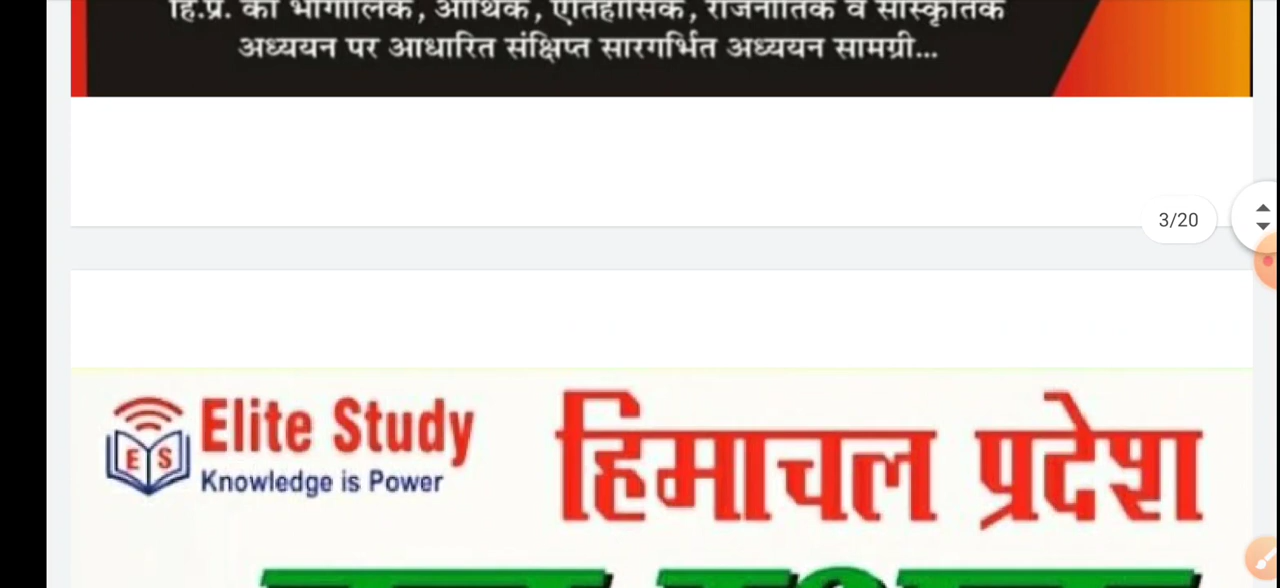 हि.प्र. की भौगोलिक, आर्थिक, ऐतिहासिक, राजनीतिक व सांस्कृतिक
अध्ययन पर आधारित संक्षिप्त सारगर्भित अध्ययन सामग्री...
3/20
Elite Study
Knowledge is Power
E S
हिमाचल प्रदेश